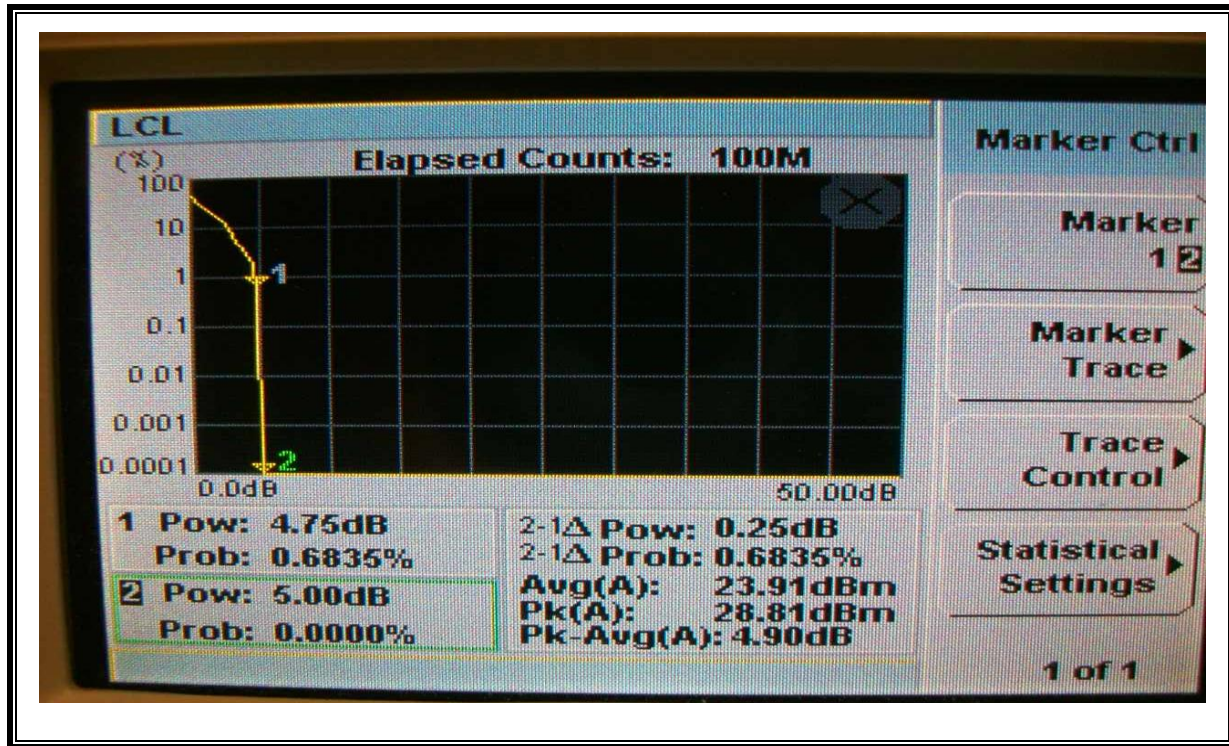 LCL
(%) Elapsed Counts: 100M
100
10
1
0.1
0.01
0.001
0.0001
1
2
0.0dB 50.00dB
1 Pow: 4.75dB
Prob: 0.6835%
2 Pow: 5.00dB
Prob: 0.0000%
2-1Δ Pow: 0.25dB
2-1Δ Prob: 0.6835%
Avg(A): 23.91dBm
Pk(A): 28.81dBm
Pk-Avg(A): 4.90dB
Marker Ctrl
Marker
1 2
Marker
Trace
Trace
Control
Statistical
Settings
1 of 1